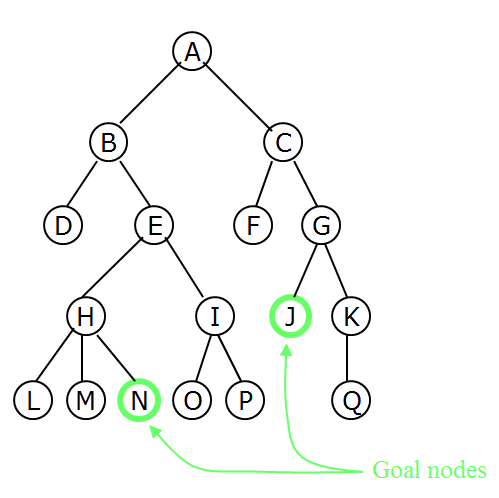 A
B C
D E F G
H I J K
L M N O P Q
Goal nodes